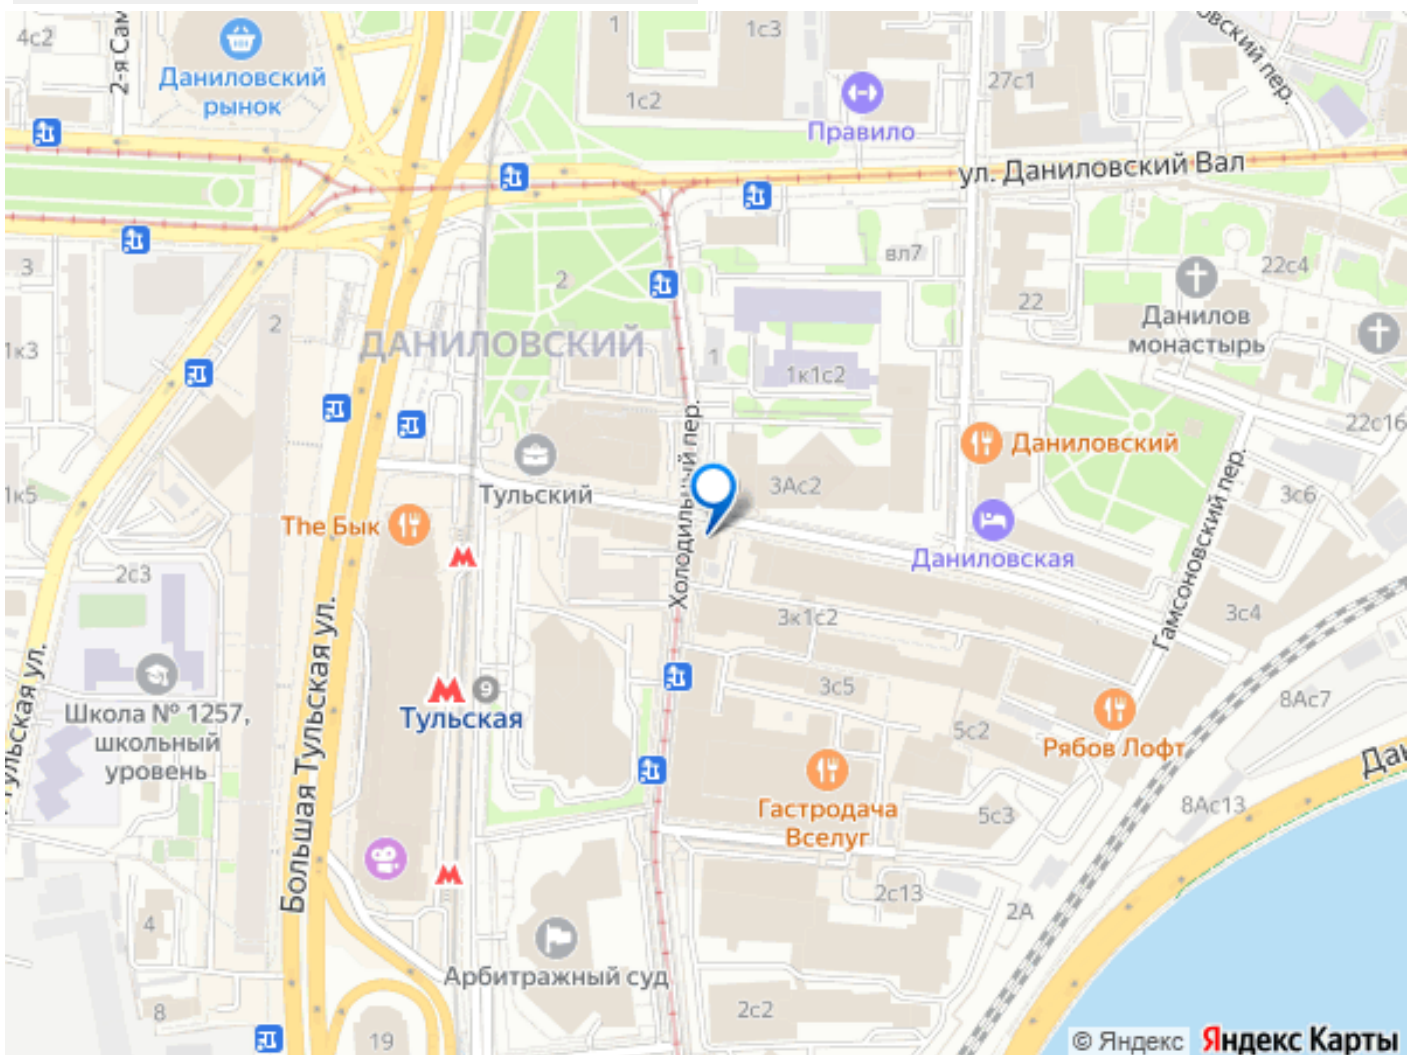 4с2
2-я Сам
Даниловский
рынок
1
1с3
1с2
Правило
27с1
овский пер.
ул. Даниловский Вал
3
2
2
вл7
22
22с4
Данилов
монастырь
ДАНИЛОВСКИЙ
1к3
1
1к1с2
Холодильный пер.
22с16
Даниловский
Тульский
3Ас2
3с6
1к5
The Бык
Даниловская
Гамсоновский пер.
2с3
3к1с2
3с4
Тульская ул.
Школа № 1257,
школьный
уровень
Большая Тульская ул.
9
Тульская
3с5
5с2
8Ас7
Рябов Лофт
Гастродача
Вселуг
Дан
8Ас13
5с3
2с13
2А
4
Арбитражный суд
8
19
2с2
© Яндекс Яндекс Карты